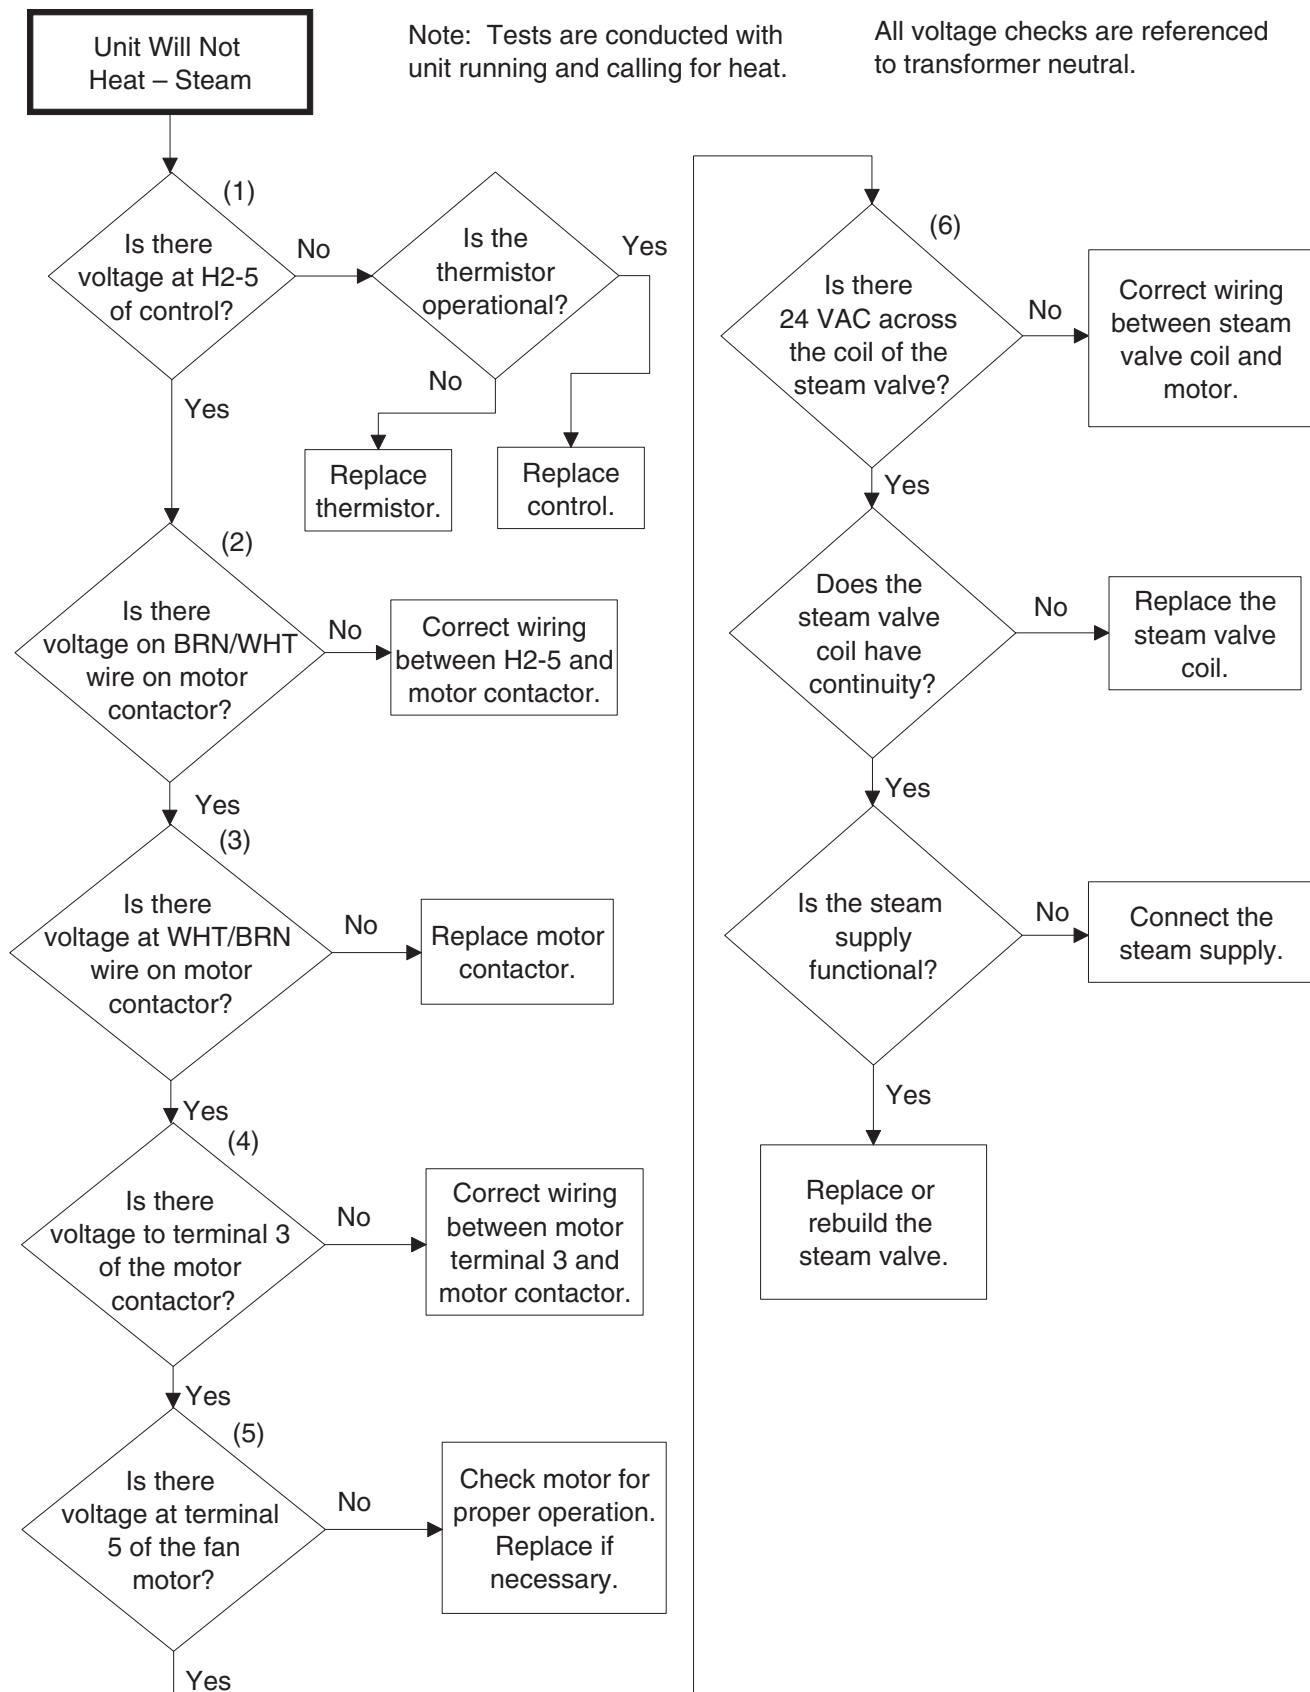 Unit Will Not
Heat – Steam
Note: Tests are conducted with
unit running and calling for heat.
All voltage checks are referenced
to transformer neutral.
(1)
Is there
voltage at H2-5
of control?
No
Is the
thermistor
operational?
Yes
No
Replace
thermistor.
Replace
control.
Yes
(2)
Is there
voltage on BRN/WHT
wire on motor
contactor?
No
Correct wiring
between H2-5 and
motor contactor.
Yes
(3)
Is there
voltage at WHT/BRN
wire on motor
contactor?
No
Replace motor
contactor.
Yes
(4)
Is there
voltage to terminal 3
of the motor
contactor?
No
Correct wiring
between motor
terminal 3 and
motor contactor.
Yes
(5)
Is there
voltage at terminal
5 of the fan
motor?
No
Check motor for
proper operation.
Replace if
necessary.
Yes
(6)
Is there
24 VAC across
the coil of the
steam valve?
No
Correct wiring
between steam
valve coil and
motor.
Yes
Does the
steam valve
coil have
continuity?
No
Replace the
steam valve
coil.
Yes
Is the steam
supply
functional?
No
Connect the
steam supply.
Yes
Replace or
rebuild the
steam valve.